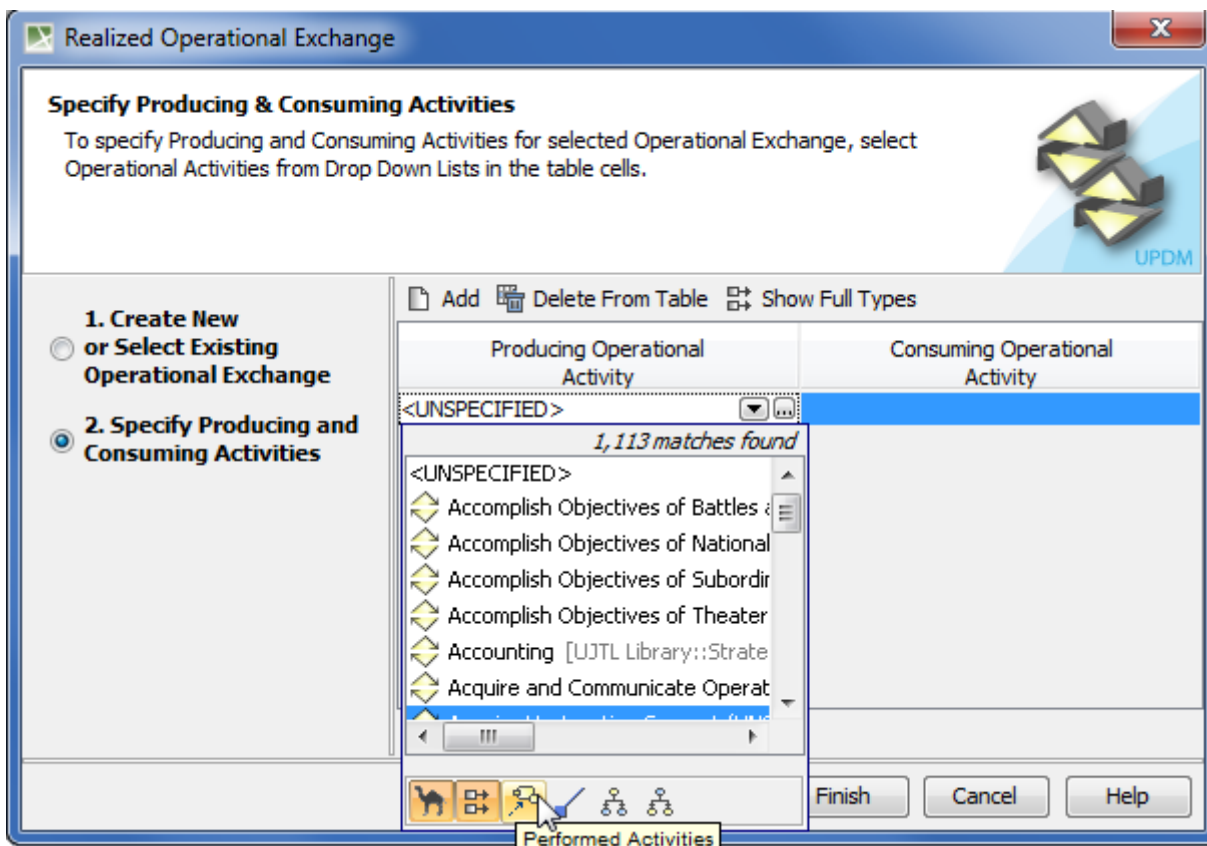 Realized Operational Exchange
Specify Producing & Consuming Activities
To specify Producing and Consuming Activities for selected Operational Exchange, select
Operational Activities from Drop Down Lists in the table cells.
UPDM
1. Create New
or Select Existing
Operational Exchange
2. Specify Producing and
Consuming Activities
Add Delete From Table Show Full Types
Producing Operational
Activity
Consuming Operational
Activity
<UNSPECIFIED>
1,113 matches found
<UNSPECIFIED>
Accomplish Objectives of Battles
Accomplish Objectives of National
Accomplish Objectives of Subordin
Accomplish Objectives of Theater
Accounting [UJTL Library::Strate
Acquire and Communicate Operat
Finish Cancel Help
Performed Activities